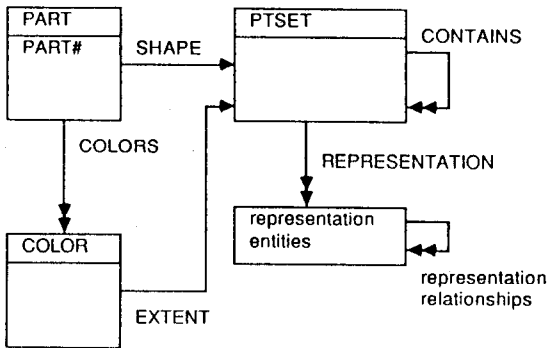 PART
PART#
SHAPE
PTSET
CONTAINS
COLORS
REPRESENTATION
COLOR
EXTENT
representation
entities
representation
relationships